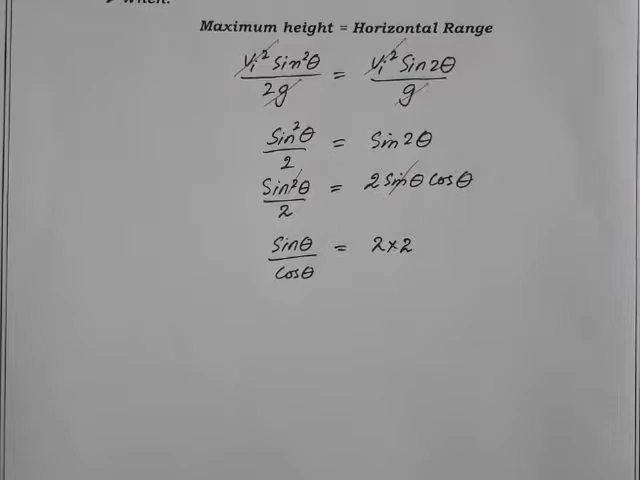 when:
Maximum height = Horizontal Range
Vi² Sin²θ / 2g = Vi² Sin2θ / g
Sin²θ / 2 = Sin2θ
Sin²θ / 2 = 2 Sinθ Cosθ
Sinθ / Cosθ = 2×2